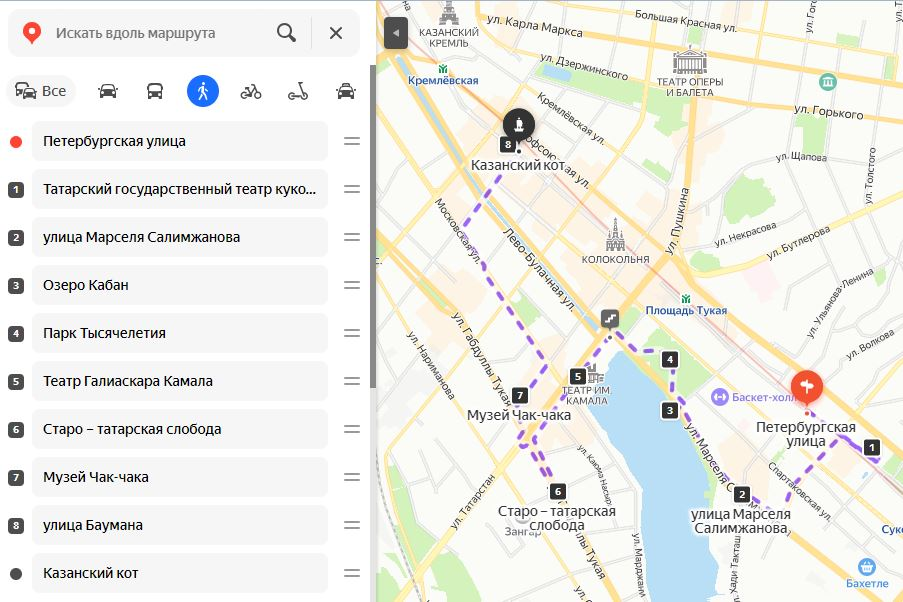 Искать вдоль маршрута
Все
Петербургская улица
1 Татарский государственный театр куко...
2 улица Марселя Салимжанова
3 Озеро Кабан
4 Парк Тысячелетия
5 Театр Галиаскара Камала
6 Старо – татарская слобода
7 Музей Чак-чака
8 улица Баумана
Казанский кот
КАЗАНСКИЙ
КРЕМЛЬ
ул. Карла Маркса
Большая Красная ул.
Кремлёвская
ул. Дзержинского
ТЕАТР ОПЕРЫ
И БАЛЕТА
Кремлёвская ул.
ул. Горького
8
Казанский кот
ул. Щапова
ул. Толстого
Московская ул.
Лево-Булачная ул.
ул. Пушкина
КОЛОКОЛЬНЯ
ул. Некрасова
ул. Бутлерова
Площадь Тукая
ул. Ульянова-Ленина
ул. Волкова
ул. Габдуллы Тукая
ул. Нариманова
4
5
ТЕАТР ИМ.
КАМАЛА
7
Музей Чак-чака
3
Баскет-холл
Петербургская
улица
1
ул. Марселя С
Спартаковская ул.
6
Старо – татарская
слобода
2
улица Марселя
Салимжанова
ул. Каюма Насыри
ул. Татарстан
Зангар
лы Тукая
ул. Марджани
ул. Хади Такташ
Суко
Бахетле